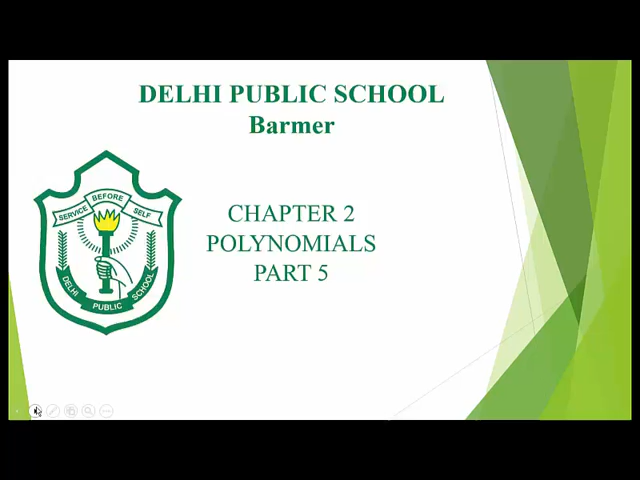 DELHI PUBLIC SCHOOL
Barmer
SERVICE BEFORE SELF
CHAPTER 2
POLYNOMIALS
PART 5
DELHI PUBLIC SCHOOL